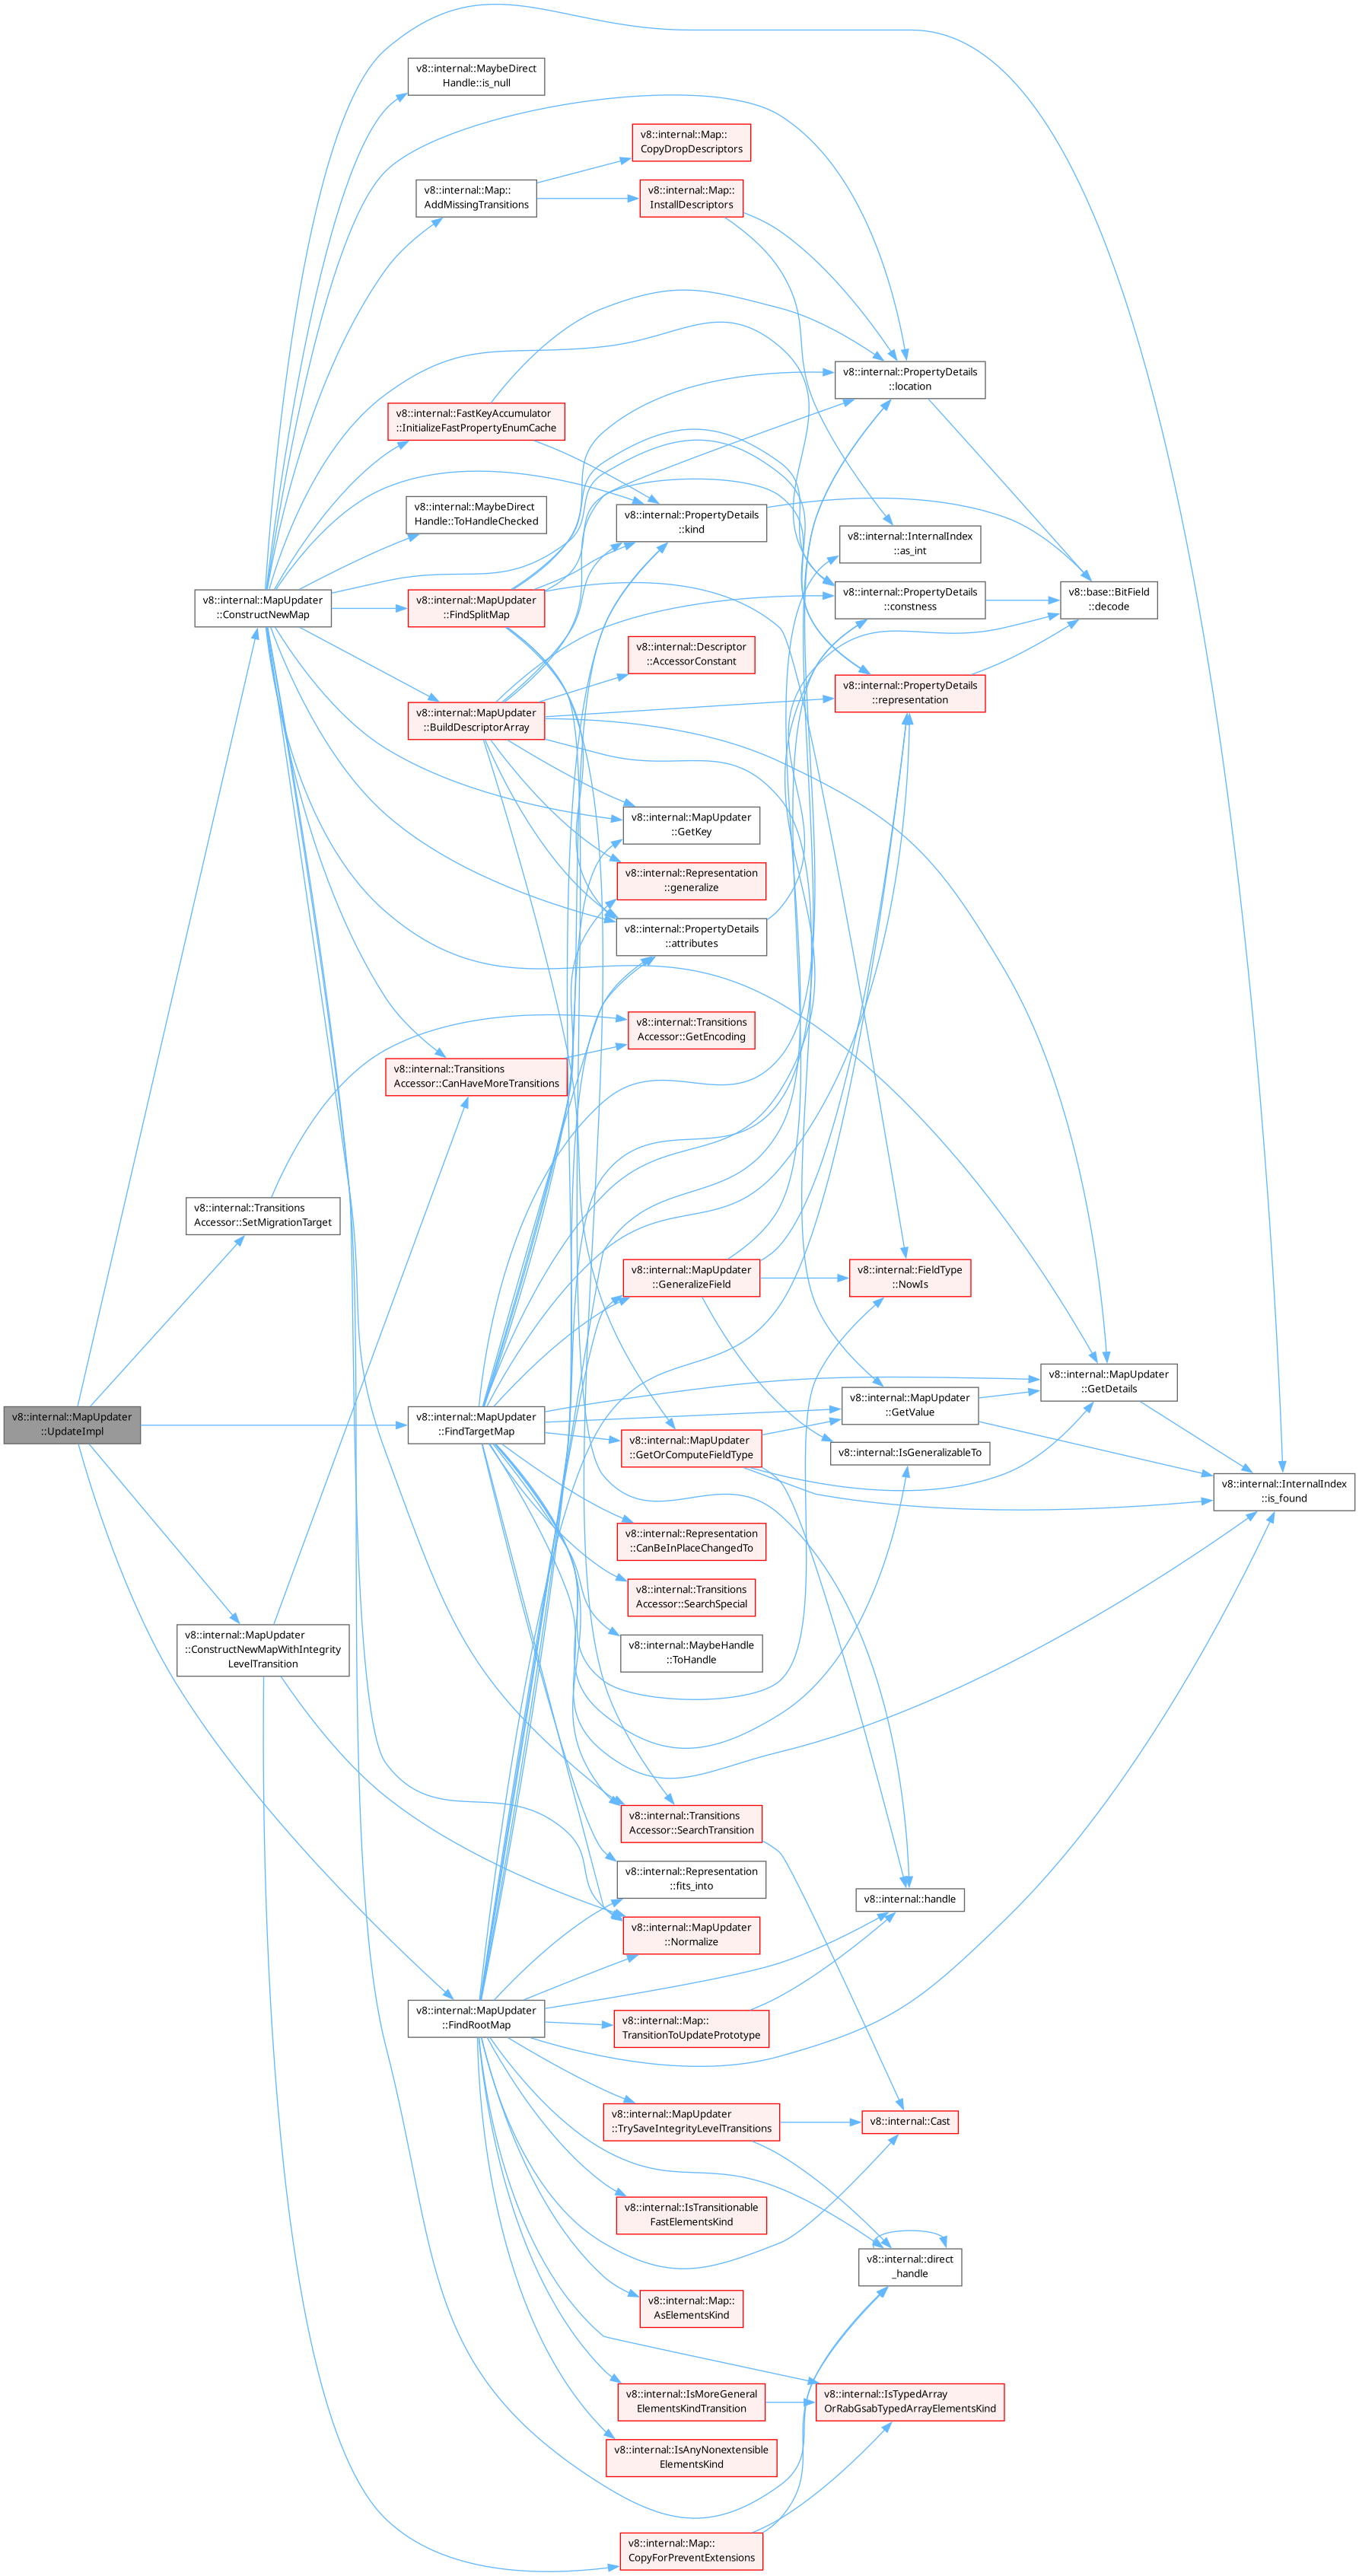 v8::internal::MaybeDirect
Handle::is_null
v8::internal::Map::
CopyDropDescriptors
v8::internal::Map::
AddMissingTransitions
v8::internal::Map::
InstallDescriptors
v8::internal::PropertyDetails
::location
v8::internal::FastKeyAccumulator
::InitializeFastPropertyEnumCache
v8::internal::MaybeDirect
Handle::ToHandleChecked
v8::internal::PropertyDetails
::kind
v8::internal::InternalIndex
::as_int
v8::internal::MapUpdater
::ConstructNewMap
v8::internal::MapUpdater
::FindSplitMap
v8::internal::PropertyDetails
::constness
v8::base::BitField
::decode
v8::internal::Descriptor
::AccessorConstant
v8::internal::PropertyDetails
::representation
v8::internal::MapUpdater
::BuildDescriptorArray
v8::internal::MapUpdater
::GetKey
v8::internal::Representation
::generalize
v8::internal::PropertyDetails
::attributes
v8::internal::Transitions
Accessor::GetEncoding
v8::internal::Transitions
Accessor::CanHaveMoreTransitions
v8::internal::Transitions
Accessor::SetMigrationTarget
v8::internal::MapUpdater
::GeneralizeField
v8::internal::FieldType
::NowIs
v8::internal::MapUpdater
::GetDetails
v8::internal::MapUpdater
::UpdateImpl
v8::internal::MapUpdater
::FindTargetMap
v8::internal::MapUpdater
::GetValue
v8::internal::MapUpdater
::GetOrComputeFieldType
v8::internal::IsGeneralizableTo
v8::internal::InternalIndex
::is_found
v8::internal::Representation
::CanBeInPlaceChangedTo
v8::internal::Transitions
Accessor::SearchSpecial
v8::internal::MapUpdater
::ConstructNewMapWithIntegrity
LevelTransition
v8::internal::MaybeHandle
::ToHandle
v8::internal::Transitions
Accessor::SearchTransition
v8::internal::Representation
::fits_into
v8::internal::handle
v8::internal::MapUpdater
::Normalize
v8::internal::MapUpdater
::FindRootMap
v8::internal::Map::
TransitionToUpdatePrototype
v8::internal::MapUpdater
::TrySaveIntegrityLevelTransitions
v8::internal::Cast
v8::internal::IsTransitionable
FastElementsKind
v8::internal::direct
_handle
v8::internal::Map::
AsElementsKind
v8::internal::IsMoreGeneral
ElementsKindTransition
v8::internal::IsTypedArray
OrRabGsabTypedArrayElementsKind
v8::internal::IsAnyNonextensible
ElementsKind
v8::internal::Map::
CopyForPreventExtensions